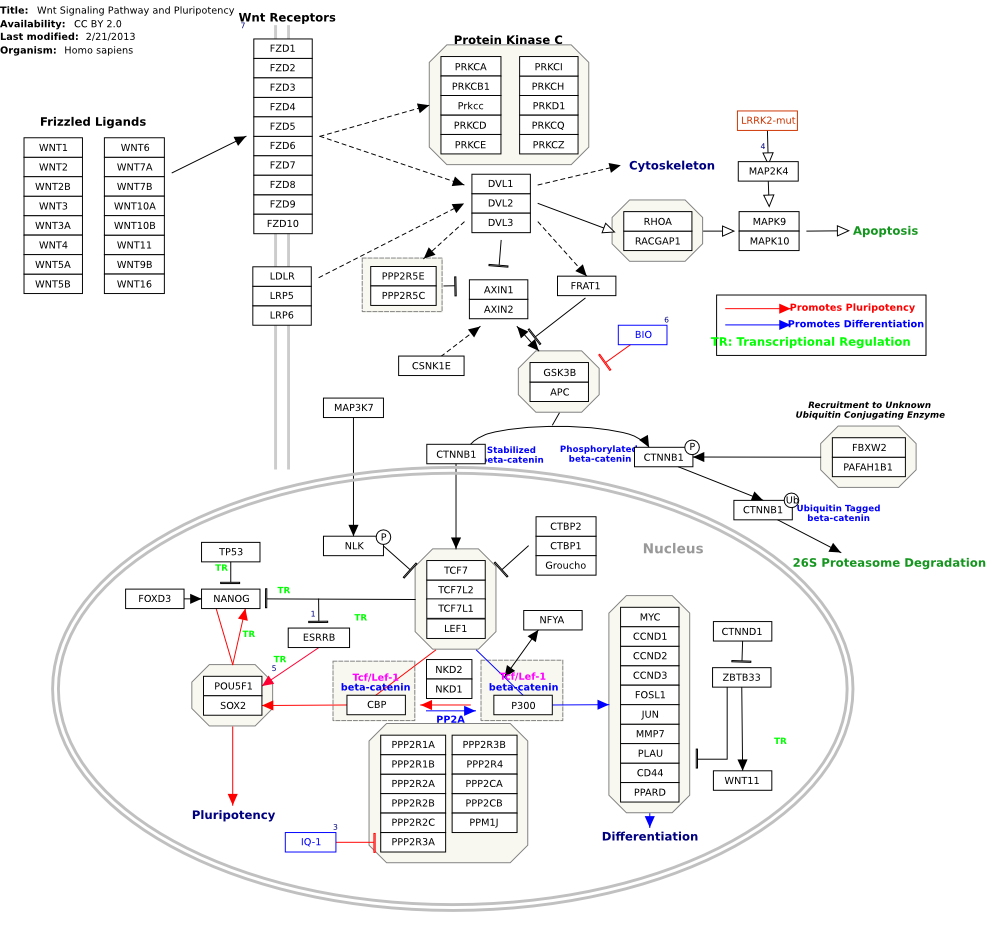 Title: Wnt Signaling Pathway and Pluripotency
Availability: CC BY 2.0
Last modified: 2/21/2013
Organism: Homo sapiens
7
Wnt Receptors
FZD1
FZD2
FZD3
FZD4
FZD5
FZD6
FZD7
FZD8
FZD9
FZD10
LDLR
LRP5
LRP6
Frizzled Ligands
WNT1
WNT2
WNT2B
WNT3
WNT3A
WNT4
WNT5A
WNT5B
WNT6
WNT7A
WNT7B
WNT10A
WNT10B
WNT11
WNT9B
WNT16
Protein Kinase C
PRKCA
PRKCB1
Prkcc
PRKCD
PRKCE
PRKCI
PRKCH
PRKD1
PRKCQ
PRKCZ
Cytoskeleton
LRRK2-mut
4
MAP2K4
MAPK9
MAPK10
Apoptosis
DVL1
DVL2
DVL3
RHOA
RACGAP1
PPP2R5E
PPP2R5C
AXIN1
AXIN2
FRAT1
CSNK1E
GSK3B
APC
BIO
6
Promotes Pluripotency
Promotes Differentiation
TR: Transcriptional Regulation
MAP3K7
CTNNB1
Stabilized
beta-catenin
Phosphorylated
beta-catenin
CTNNB1
P
Recruitment to Unknown
Ubiquitin Conjugating Enzyme
FBXW2
PAFAH1B1
CTNNB1
Ub
Ubiquitin Tagged
beta-catenin
26S Proteasome Degradation
Nucleus
NLK
P
CTBP2
CTBP1
Groucho
TP53
TR
FOXD3
NANOG
TR
1
TR
ESRRB
TR
TR
5
TCF7
TCF7L2
TCF7L1
LEF1
NFYA
POU5F1
SOX2
Tcf/Lef-1
beta-catenin
CBP
NKD2
NKD1
PP2A
Tcf/Lef-1
beta-catenin
P300
MYC
CCND1
CCND2
CCND3
FOSL1
JUN
MMP7
PLAU
CD44
PPARD
CTNND1
ZBTB33
TR
WNT11
PPP2R1A
PPP2R1B
PPP2R2A
PPP2R2B
PPP2R2C
PPP2R3A
PPP2R3B
PPP2R4
PPP2CA
PPP2CB
PPM1J
Pluripotency
IQ-1
3
Differentiation